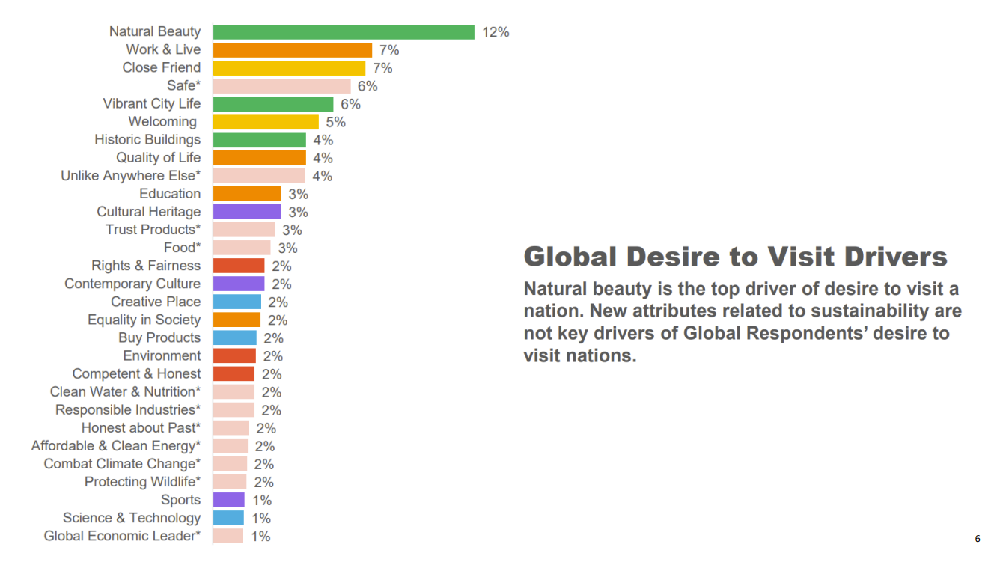 Natural Beauty 12%
Work & Live 7%
Close Friend 7%
Safe* 6%
Vibrant City Life 6%
Welcoming 5%
Historic Buildings 4%
Quality of Life 4%
Unlike Anywhere Else* 4%
Education 3%
Cultural Heritage 3%
Trust Products* 3%
Food* 3%
Rights & Fairness 2%
Contemporary Culture 2%
Creative Place 2%
Equality in Society 2%
Buy Products 2%
Environment 2%
Competent & Honest 2%
Clean Water & Nutrition* 2%
Responsible Industries* 2%
Honest about Past* 2%
Affordable & Clean Energy* 2%
Combat Climate Change* 2%
Protecting Wildlife* 2%
Sports 1%
Science & Technology 1%
Global Economic Leader* 1%
Global Desire to Visit Drivers
Natural beauty is the top driver of desire to visit a
nation. New attributes related to sustainability are
not key drivers of Global Respondents’ desire to
visit nations.
6